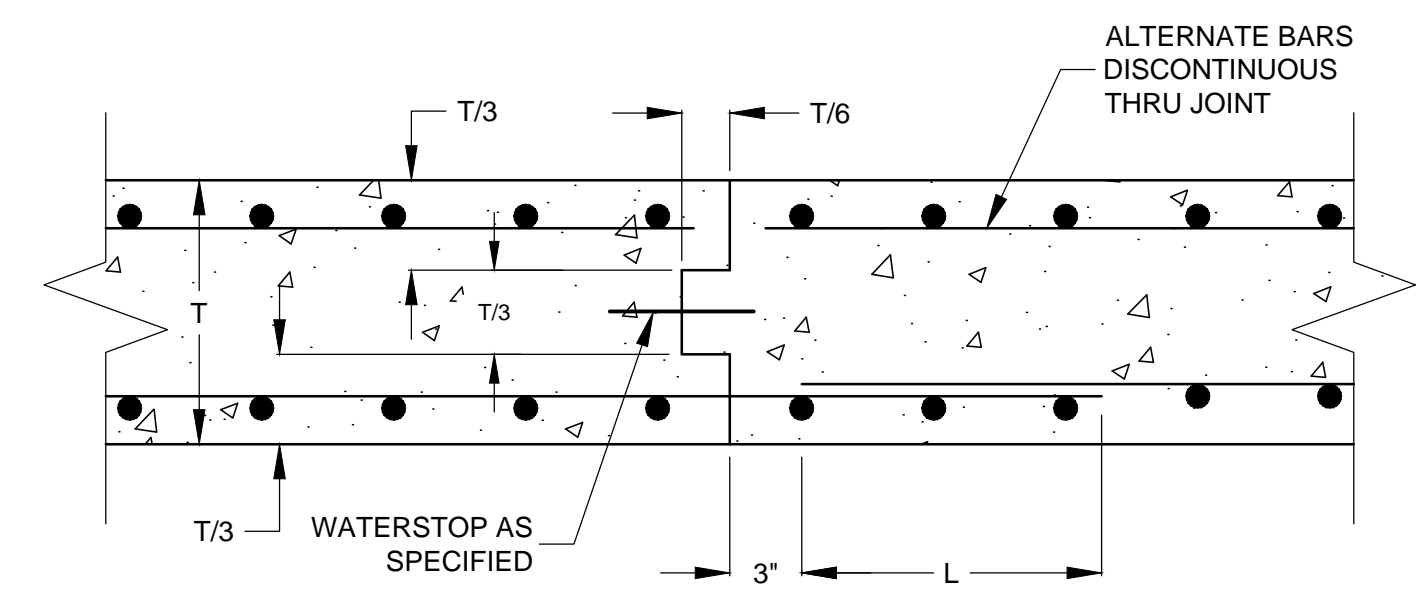 ALTERNATE BARS
DISCONTINUOUS
THRU JOINT
T/3
T/6
T
T/3
T/3
WATERSTOP AS
SPECIFIED
3"
L